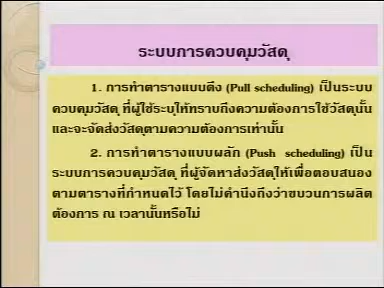 ระบบการควบคุมวัสดุ
1. การทำตารางแบบดึง (Pull scheduling) เป็นระบบ
ควบคุมวัสดุ ที่ผู้ใช้ระบุให้ทราบถึงความต้องการใช้วัสดุนั้น
และจะจัดส่งวัสดุตามความต้องการเท่านั้น
2. การทำตารางแบบผลัก (Push scheduling) เป็น
ระบบการควบคุมวัสดุ ที่ผู้จัดหาส่งวัสดุให้เพื่อตอบสนอง
ตามตารางที่กำหนดไว้ โดยไม่คำนึงถึงว่าขบวนการผลิต
ต้องการ ณ เวลานั้นหรือไม่